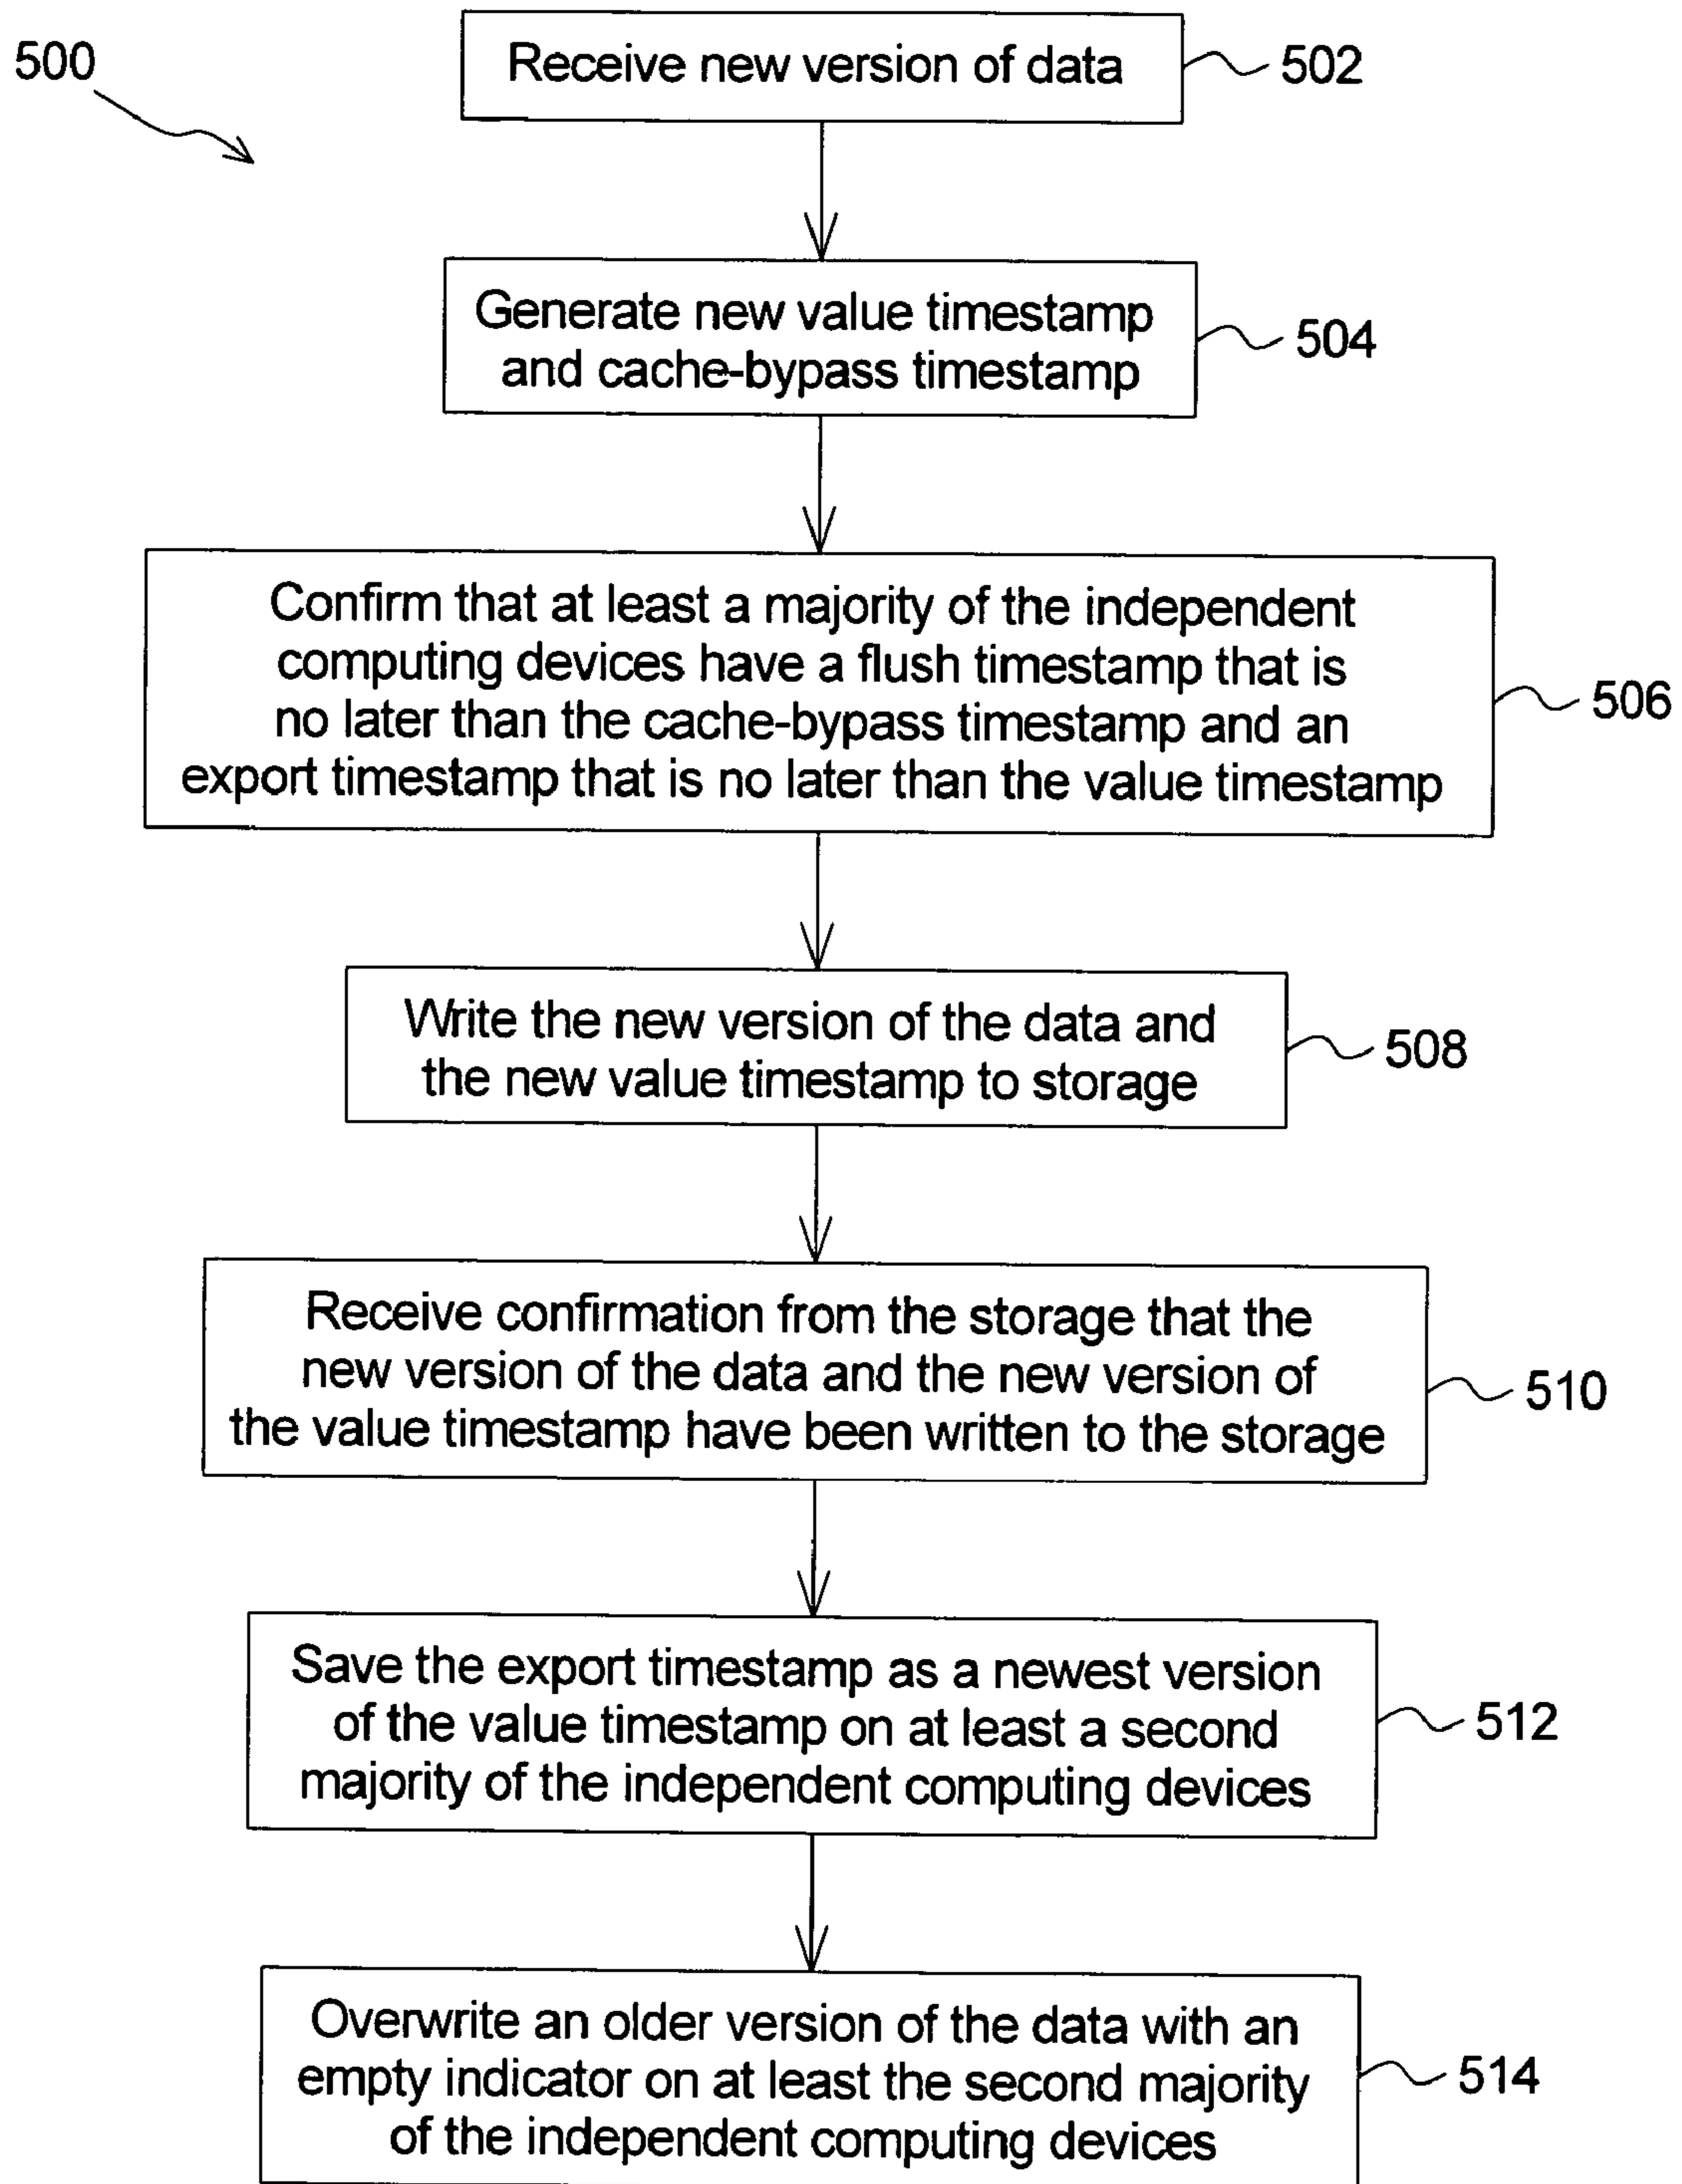 500
Receive new version of data
502
Generate new value timestamp
and cache-bypass timestamp
504
Confirm that at least a majority of the independent
computing devices have a flush timestamp that is
no later than the cache-bypass timestamp and an
export timestamp that is no later than the value timestamp
506
Write the new version of the data and
the new value timestamp to storage
508
Receive confirmation from the storage that the
new version of the data and the new version of
the value timestamp have been written to the storage
510
Save the export timestamp as a newest version
of the value timestamp on at least a second
majority of the independent computing devices
512
Overwrite an older version of the data with an
empty indicator on at least the second majority
of the independent computing devices
514